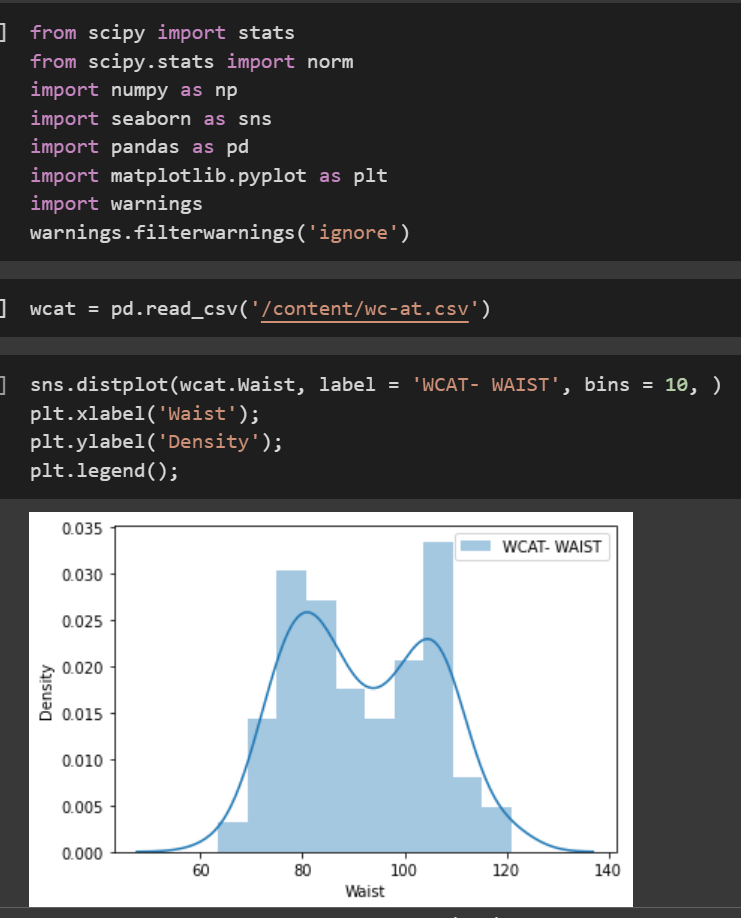 ] from scipy import stats
from scipy.stats import norm
import numpy as np
import seaborn as sns
import pandas as pd
import matplotlib.pyplot as plt
import warnings
warnings.filterwarnings('ignore')
] wcat = pd.read_csv('/content/wc-at.csv')
] sns.distplot(wcat.Waist, label = 'WCAT- WAIST', bins = 10, )
plt.xlabel('Waist');
plt.ylabel('Density');
plt.legend();
WCAT- WAIST
0.035
0.030
0.025
0.020
0.015
0.010
0.005
0.000
Density
60 80 100 120 140
Waist